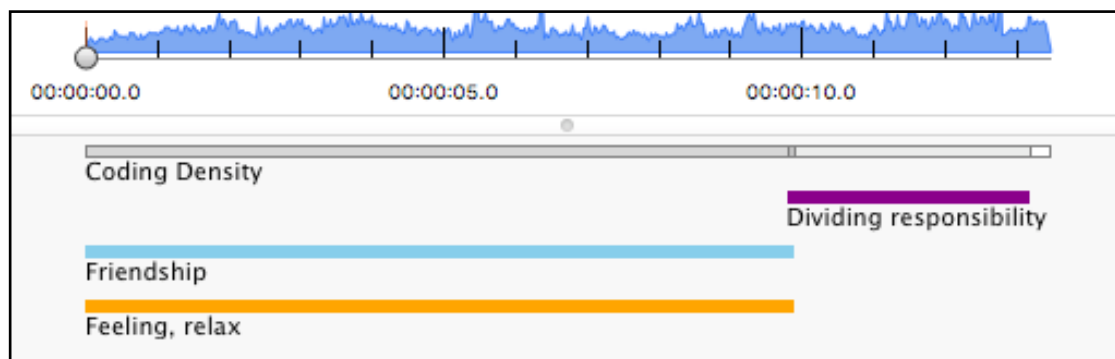 00:00:00.0 00:00:05.0 00:00:10.0
Coding Density
Dividing responsibility
Friendship
Feeling, relax